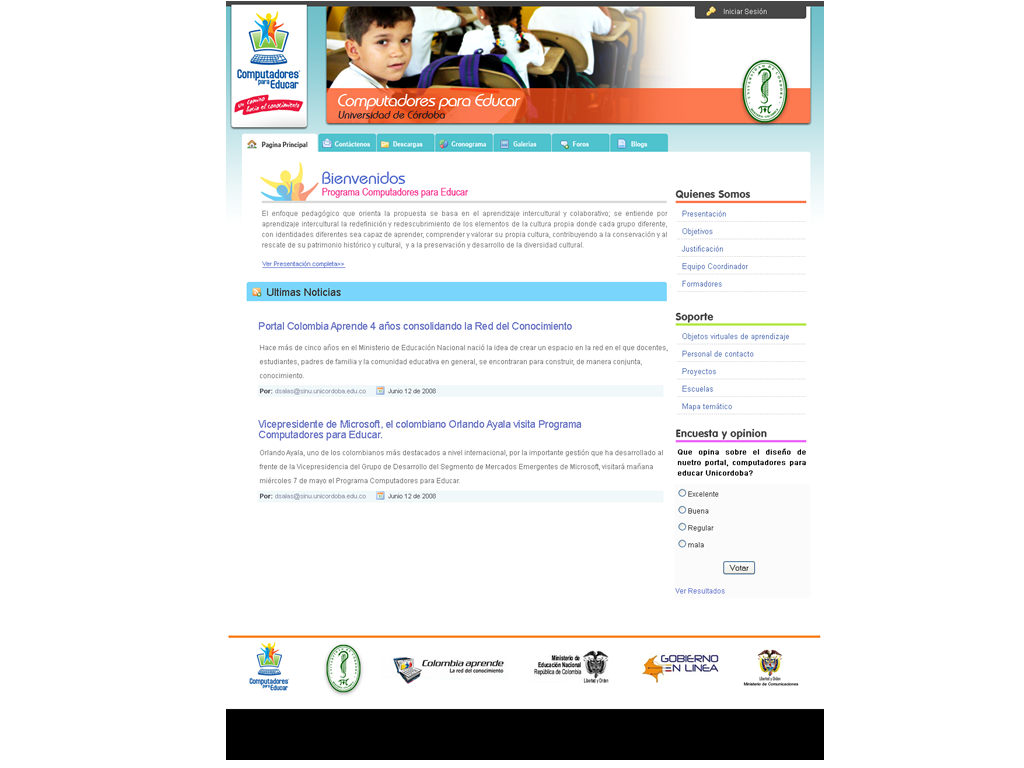 Iniciar Sesión
Computadores
para Educar
un camino
hacia el conocimiento
Computadores para Educar
Universidad de Córdoba
Pagina Principal
Contáctenos
Descargas
Cronograma
Galerias
Foros
Blogs
Bienvenidos
Programa Computadores para Educar
El enfoque pedagógico que orienta la propuesta se basa en el aprendizaje intercultural y colaborativo; se entiende por
aprendizaje intercultural la redefinición y redescubrimiento de los elementos de la cultura propia donde cada grupo diferente,
con identidades diferentes sea capaz de aprender, comprender y valorar su propia cultura, contribuyendo a la conservación y al
rescate de su patrimonio histórico y cultural, y a la preservación y desarrollo de la diversidad cultural.
Ver Presentación completa>>
Ultimas Noticias
Portal Colombia Aprende 4 años consolidando la Red del Conocimiento
Hace más de cinco años en el Ministerio de Educación Nacional nació la idea de crear un espacio en la red en el que docentes,
estudiantes, padres de familia y la comunidad educativa en general, se encontraran para construir, de manera conjunta,
conocimiento.
Por: dsalas@sinu.unicordoba.edu.co Junio 12 de 2008
Vicepresidente de Microsoft, el colombiano Orlando Ayala visita Programa
Computadores para Educar.
Orlando Ayala, uno de los colombianos más destacados a nivel internacional, por la importante gestión que ha desarrollado al
frente de la Vicepresidencia del Grupo de Desarrollo del Segmento de Mercados Emergentes de Microsoft, visitará mañana
miércoles 7 de mayo el Programa Computadores para Educar.
Por: dsalas@sinu.unicordoba.edu.co Junio 12 de 2008
Quienes Somos
Presentación
Objetivos
Justificación
Equipo Coordinador
Formadores
Soporte
Objetos virtuales de aprendizaje
Personal de contacto
Proyectos
Escuelas
Mapa temático
Encuesta y opinion
Que opina sobre el diseño de
nuetro portal, computadores para
educar Unicordoba?
Excelente
Buena
Regular
mala
Votar
Ver Resultados
Computadores
para Educar
Colombia aprende
La red del conocimiento
Ministerio de
Educación Nacional
República de Colombia
Libertad y Orden
GOBIERNO
EN LINEA
Libertad y Orden
Ministerio de Comunicaciones